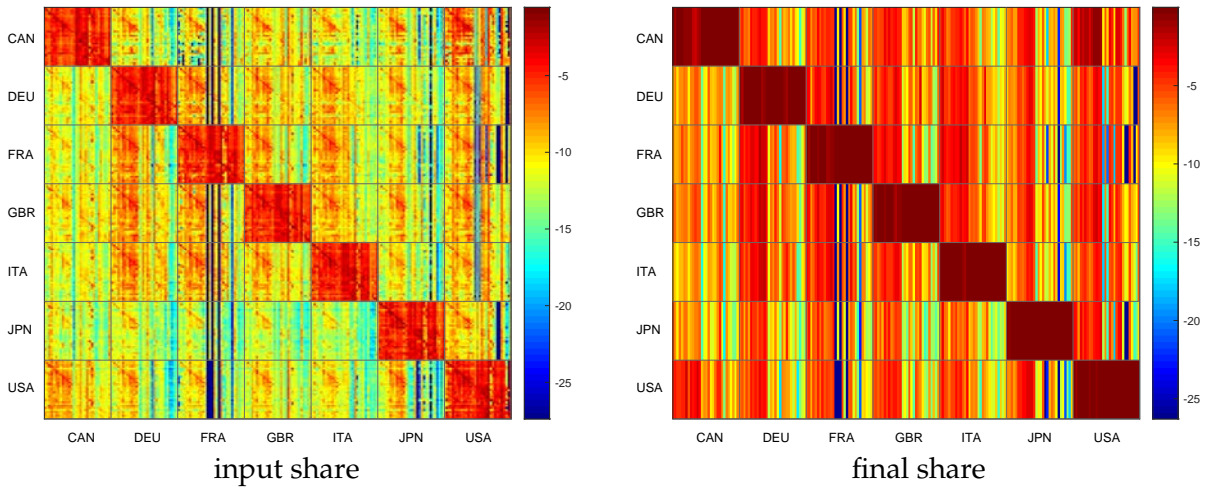 CAN
DEU
FRA
GBR
ITA
JPN
USA
CAN DEU FRA GBR ITA JPN USA
-5
-10
-15
-20
-25
input share
CAN
DEU
FRA
GBR
ITA
JPN
USA
CAN DEU FRA GBR ITA JPN USA
-5
-10
-15
-20
-25
final share